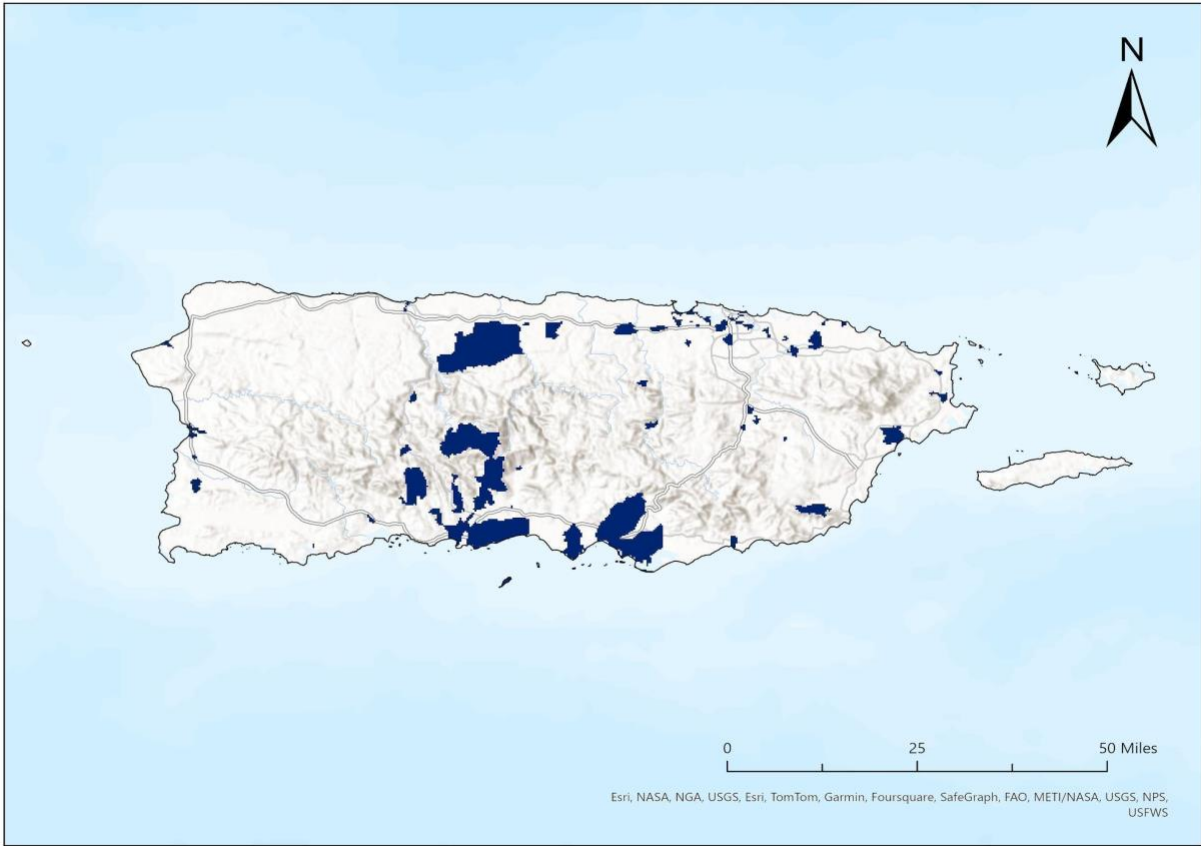 N
0 25 50 Miles
Esri, NASA, NGA, USGS, Esri, TomTom, Garmin, Foursquare, SafeGraph, FAO, METI/NASA, USGS, NPS,
USFWS